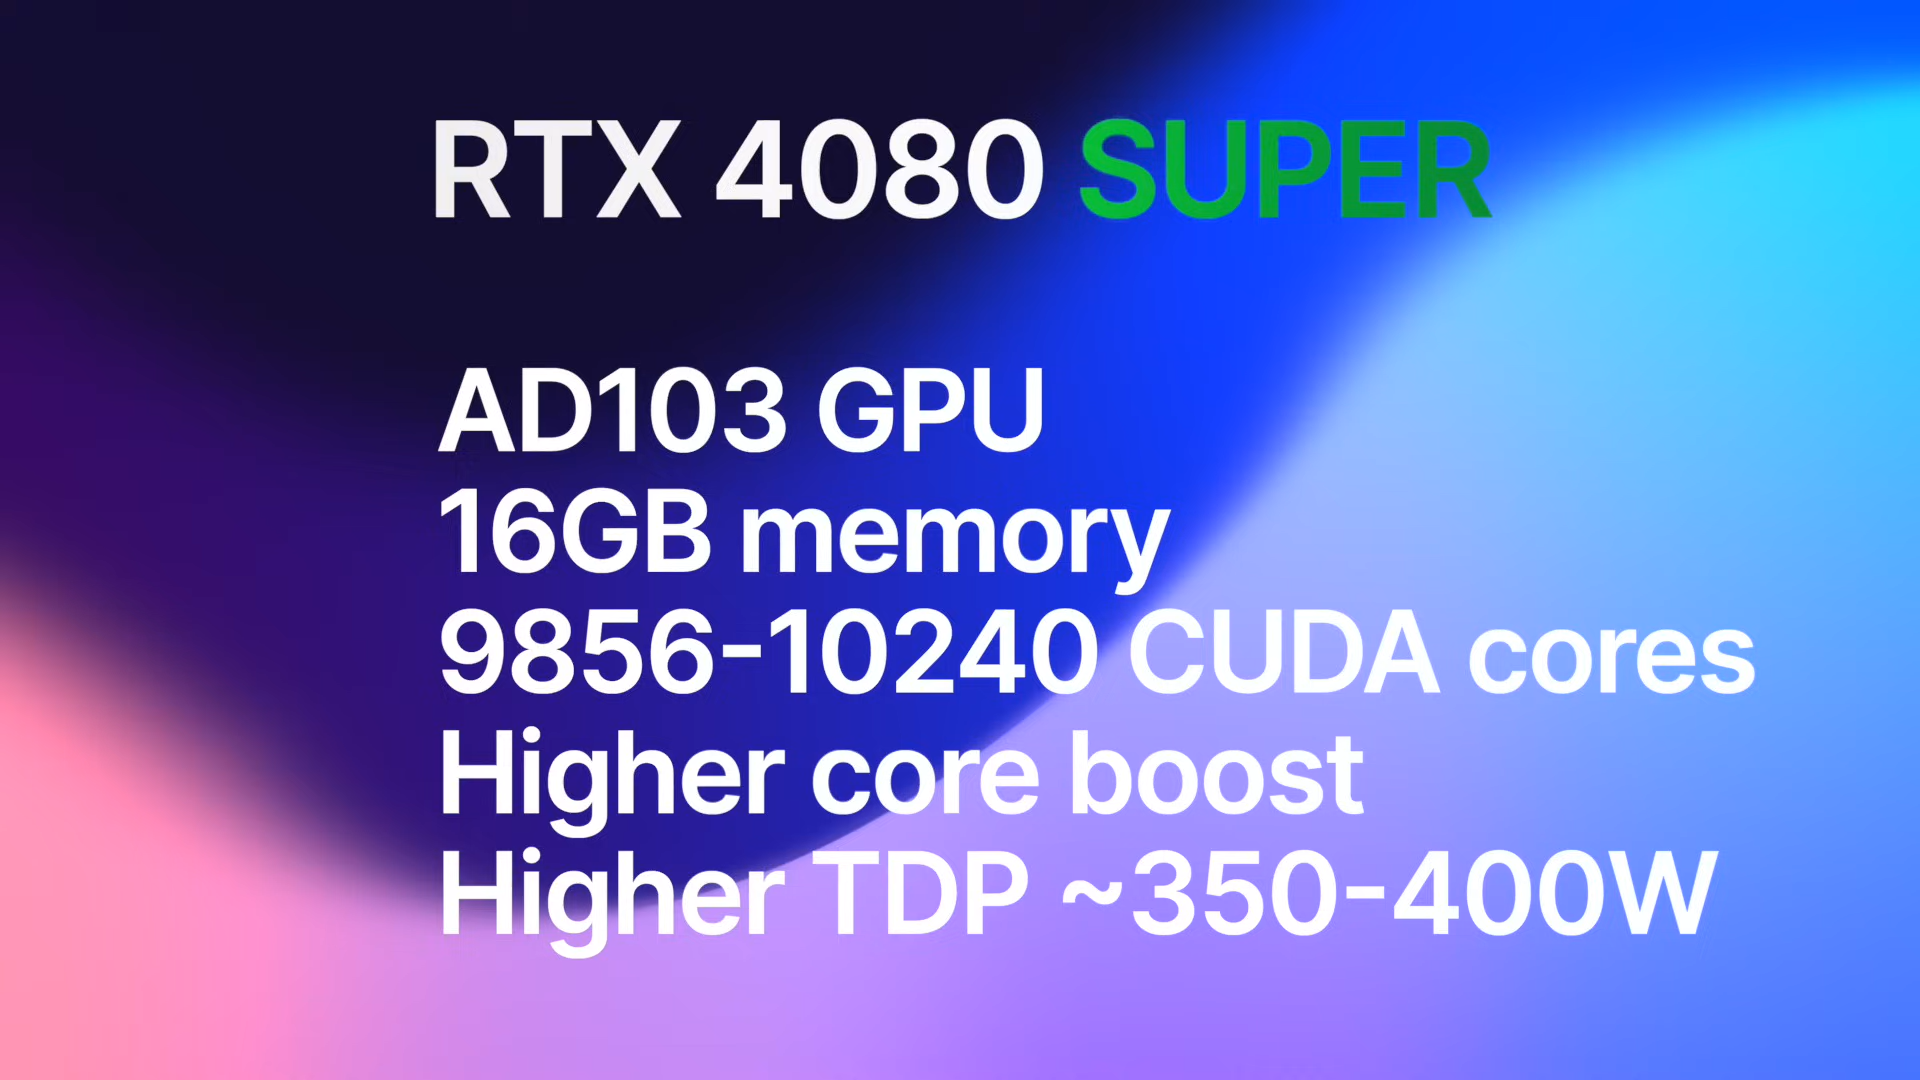 RTX 4080 SUPER
AD103 GPU
16GB memory
9856-10240 CUDA cores
Higher core boost
Higher TDP ~350-400W